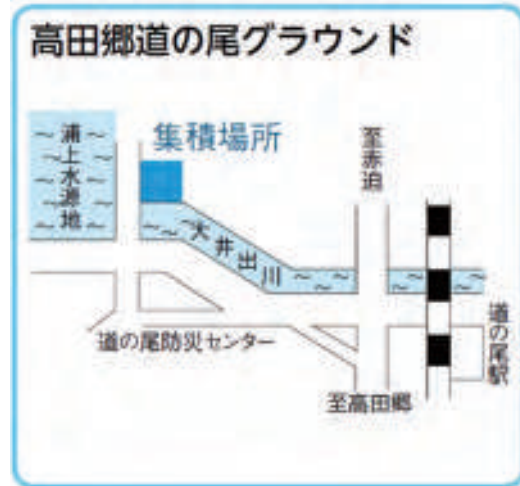 高田郷道の尾グラウンド
浦上水源地
集積場所
至赤迫
大井出川
道の尾防災センター
道の尾駅
至高田郷